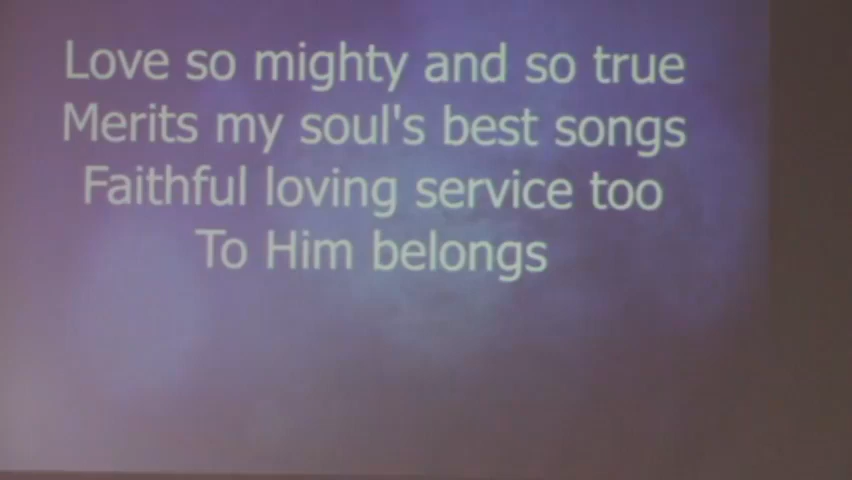 Love so mighty and so true
Merits my soul's best songs
Faithful loving service too
To Him belongs